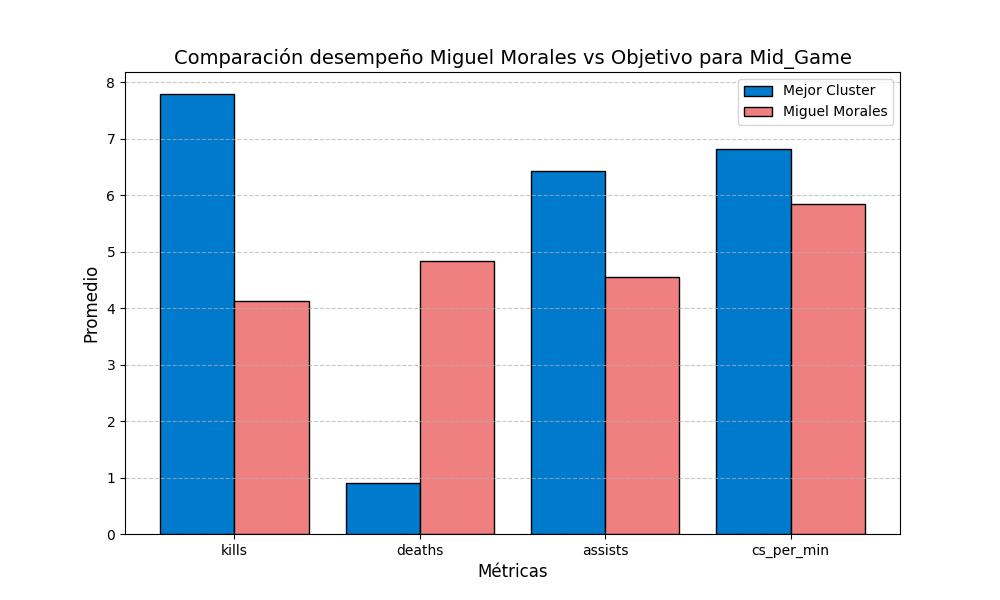 Comparación desempeño Miguel Morales vs Objetivo para Mid_Game
Mejor Cluster
Miguel Morales
8
7
6
5
4
3
2
1
0
Promedio
kills
deaths
assists
cs_per_min
Métricas